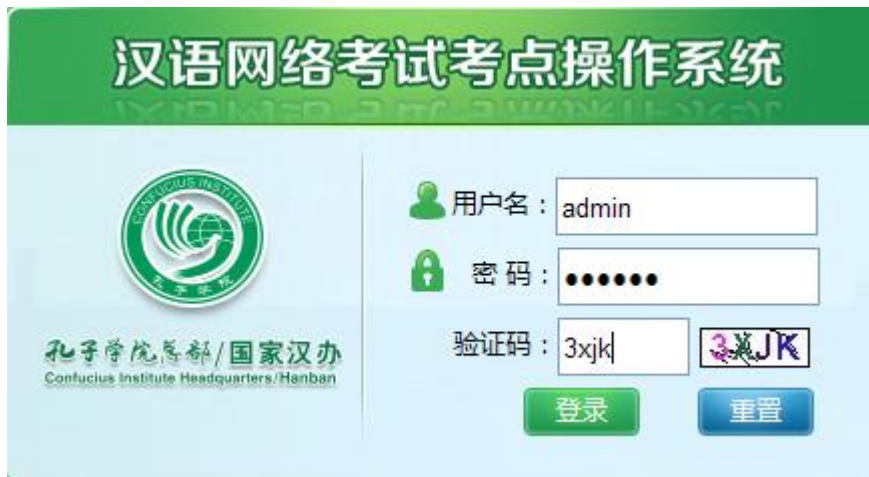 汉语网络考试考点操作系统
CONFUCIUS INSTITUTE
孔子学院
用户名：admin
密码：••••••
验证码：3xjk 3XJK
孔子学院总部/国家汉办
Confucius Institute Headquarters/Hanban
登录 重置